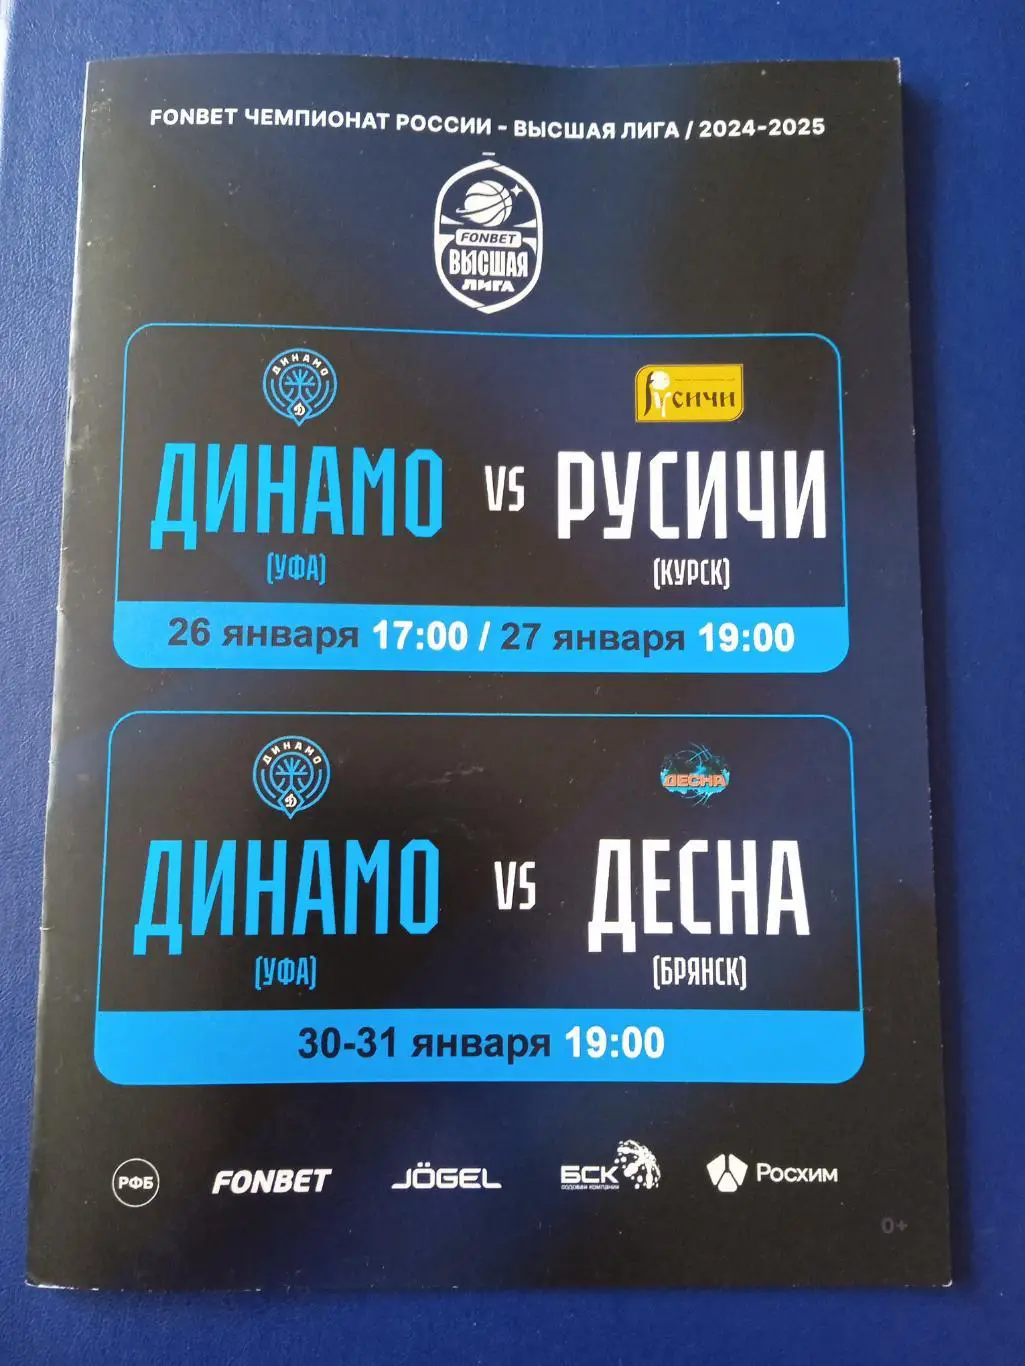 FONBET ЧЕМПИОНАТ РОССИИ - ВЫСШАЯ ЛИГА / 2024-2025
FONBET
ВЫСШАЯ
ЛИГА
ДИНАМО
Д
Русичи
ДИНАМО VS РУСИЧИ
(УФА) (КУРСК)
26 января 17:00 / 27 января 19:00
ДИНАМО
Д
ДЕСНА
ДИНАМО VS ДЕСНА
(УФА) (БРЯНСК)
30-31 января 19:00
РФБ FONBET JÖGEL БСК Росхим
содовая компания
0+